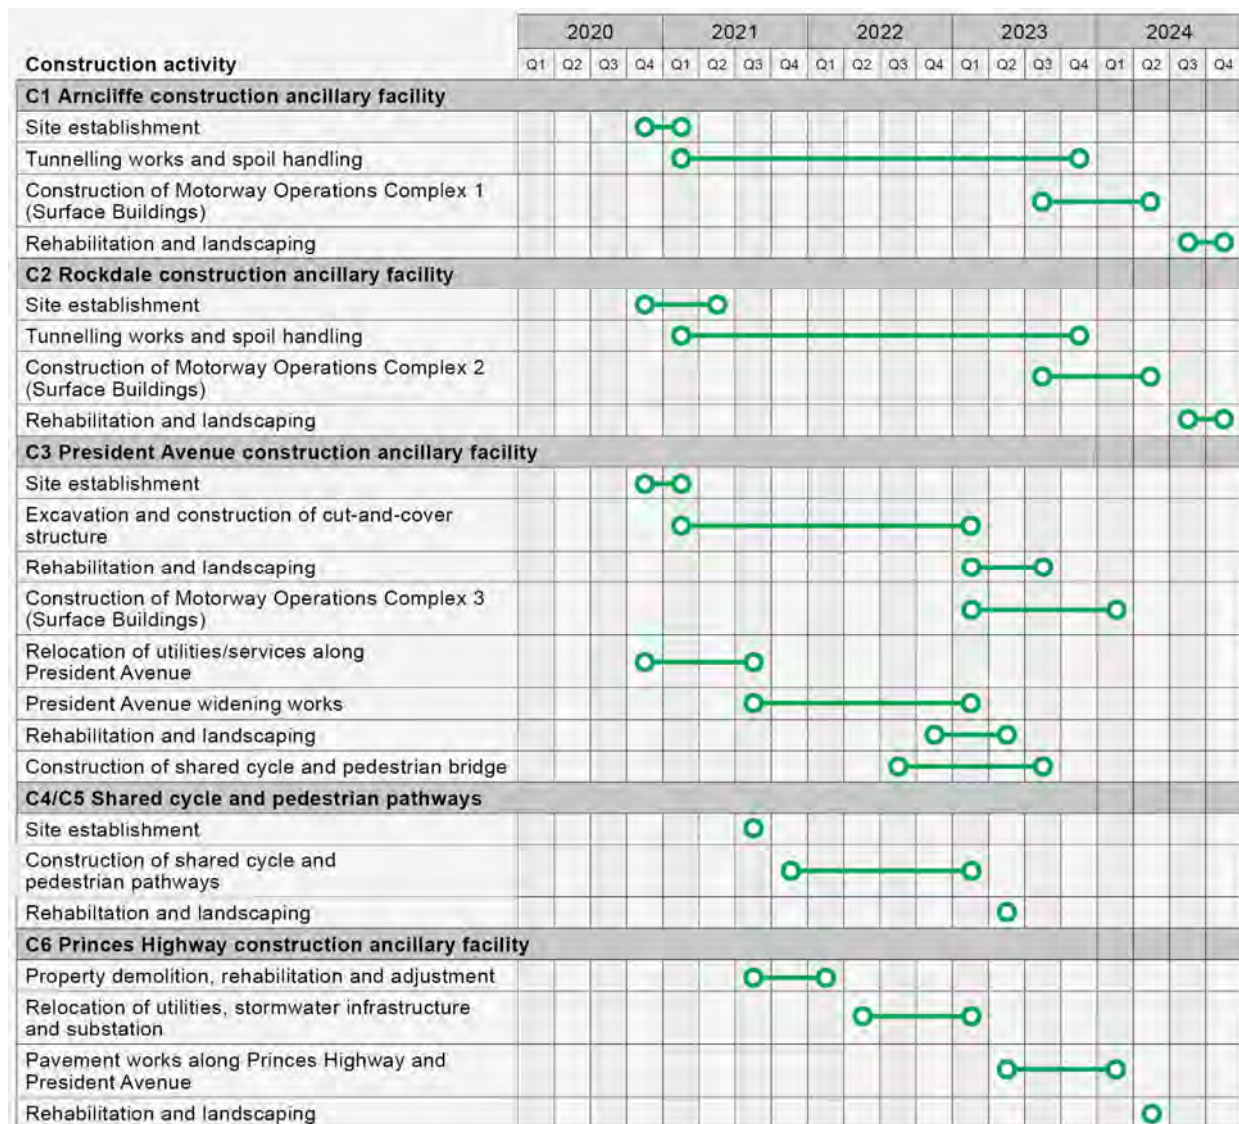 2020 2021 2022 2023 2024
Construction activity Q1 Q2 Q3 Q4 Q1 Q2 Q3 Q4 Q1 Q2 Q3 Q4 Q1 Q2 Q3 Q4 Q1 Q2 Q3 Q4
C1 Arncliffe construction ancillary facility
Site establishment
Tunnelling works and spoil handling
Construction of Motorway Operations Complex 1
(Surface Buildings)
Rehabilitation and landscaping
C2 Rockdale construction ancillary facility
Site establishment
Tunnelling works and spoil handling
Construction of Motorway Operations Complex 2
(Surface Buildings)
Rehabilitation and landscaping
C3 President Avenue construction ancillary facility
Site establishment
Excavation and construction of cut-and-cover
structure
Rehabilitation and landscaping
Construction of Motorway Operations Complex 3
(Surface Buildings)
Relocation of utilities/services along
President Avenue
President Avenue widening works
Rehabilitation and landscaping
Construction of shared cycle and pedestrian bridge
C4/C5 Shared cycle and pedestrian pathways
Site establishment
Construction of shared cycle and
pedestrian pathways
Rehabiltation and landscaping
C6 Princes Highway construction ancillary facility
Property demolition, rehabilitation and adjustment
Relocation of utilities, stormwater infrastructure
and substation
Pavement works along Princes Highway and
President Avenue
Rehabilitation and landscaping